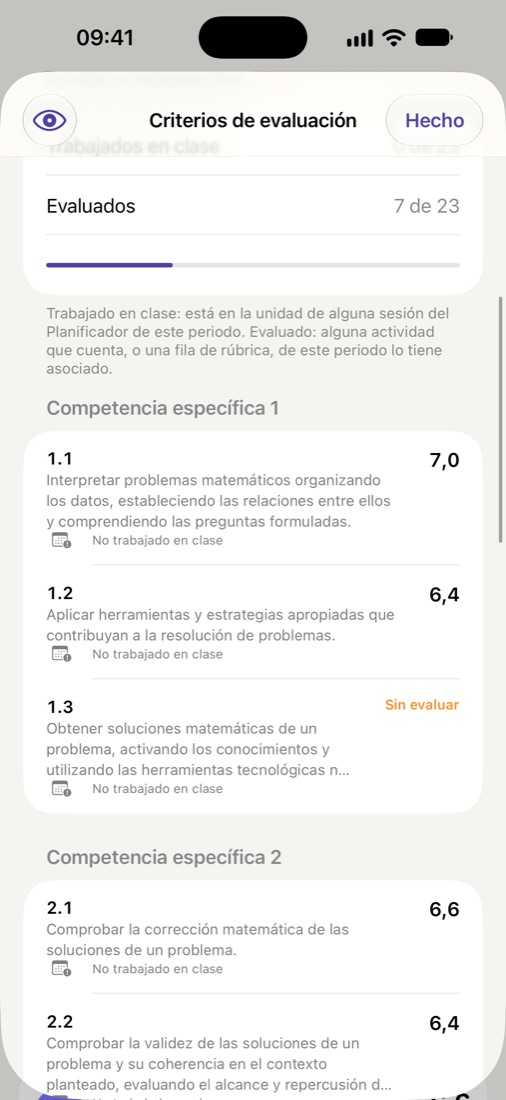 09:41
Criterios de evaluación
Hecho
Trabajados en clase
Evaluados
7 de 23
Trabajado en clase: está en la unidad de alguna sesión del
Planificador de este periodo. Evaluado: alguna actividad
que cuenta, o una fila de rúbrica, de este periodo lo tiene
asociado.
Competencia específica 1
1.1
7,0
Interpretar problemas matemáticos organizando
los datos, estableciendo las relaciones entre ellos
y comprendiendo las preguntas formuladas.
No trabajado en clase
1.2
6,4
Aplicar herramientas y estrategias apropiadas que
contribuyan a la resolución de problemas.
No trabajado en clase
1.3
Sin evaluar
Obtener soluciones matemáticas de un
problema, activando los conocimientos y
utilizando las herramientas tecnológicas n...
No trabajado en clase
Competencia específica 2
2.1
6,6
Comprobar la corrección matemática de las
soluciones de un problema.
No trabajado en clase
2.2
6,4
Comprobar la validez de las soluciones de un
problema y su coherencia en el contexto
planteado, evaluando el alcance y repercusión d...